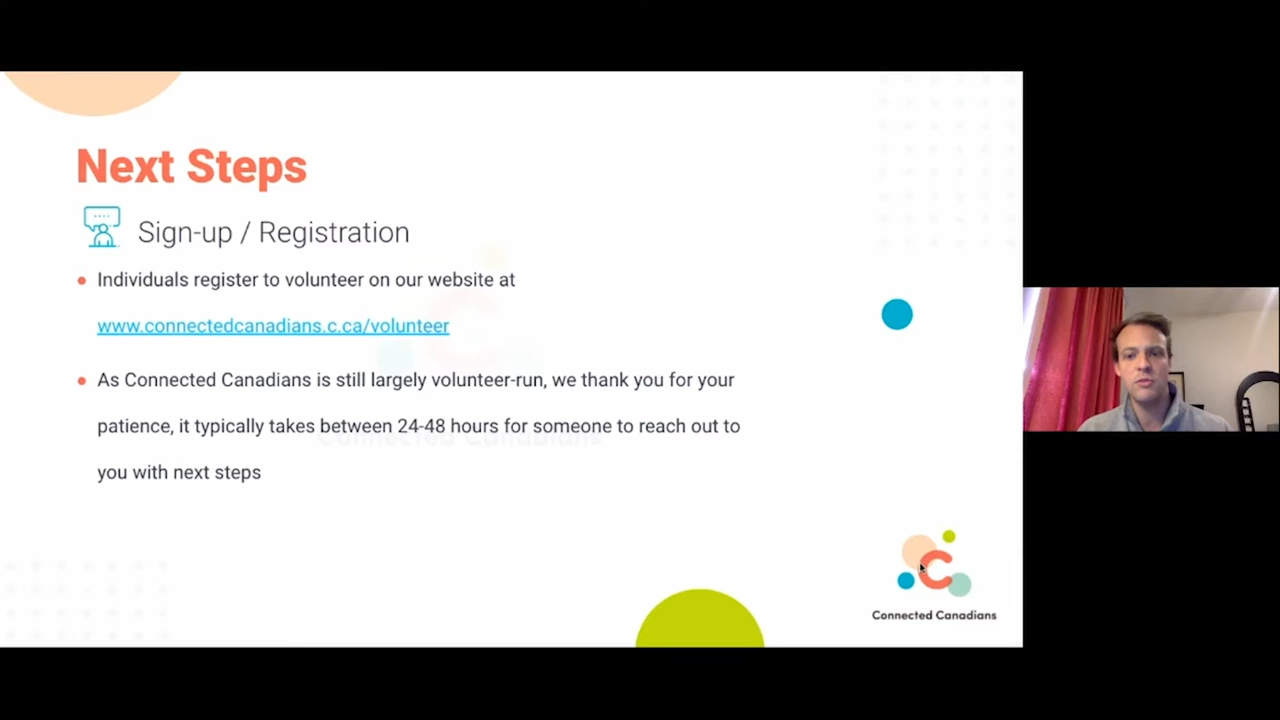 Next Steps
Sign-up / Registration
Individuals register to volunteer on our website at
www.connectedcanadians.c.ca/volunteer
As Connected Canadians is still largely volunteer-run, we thank you for your
patience, it typically takes between 24-48 hours for someone to reach out to
you with next steps
Connected Canadians
Connected Canadians